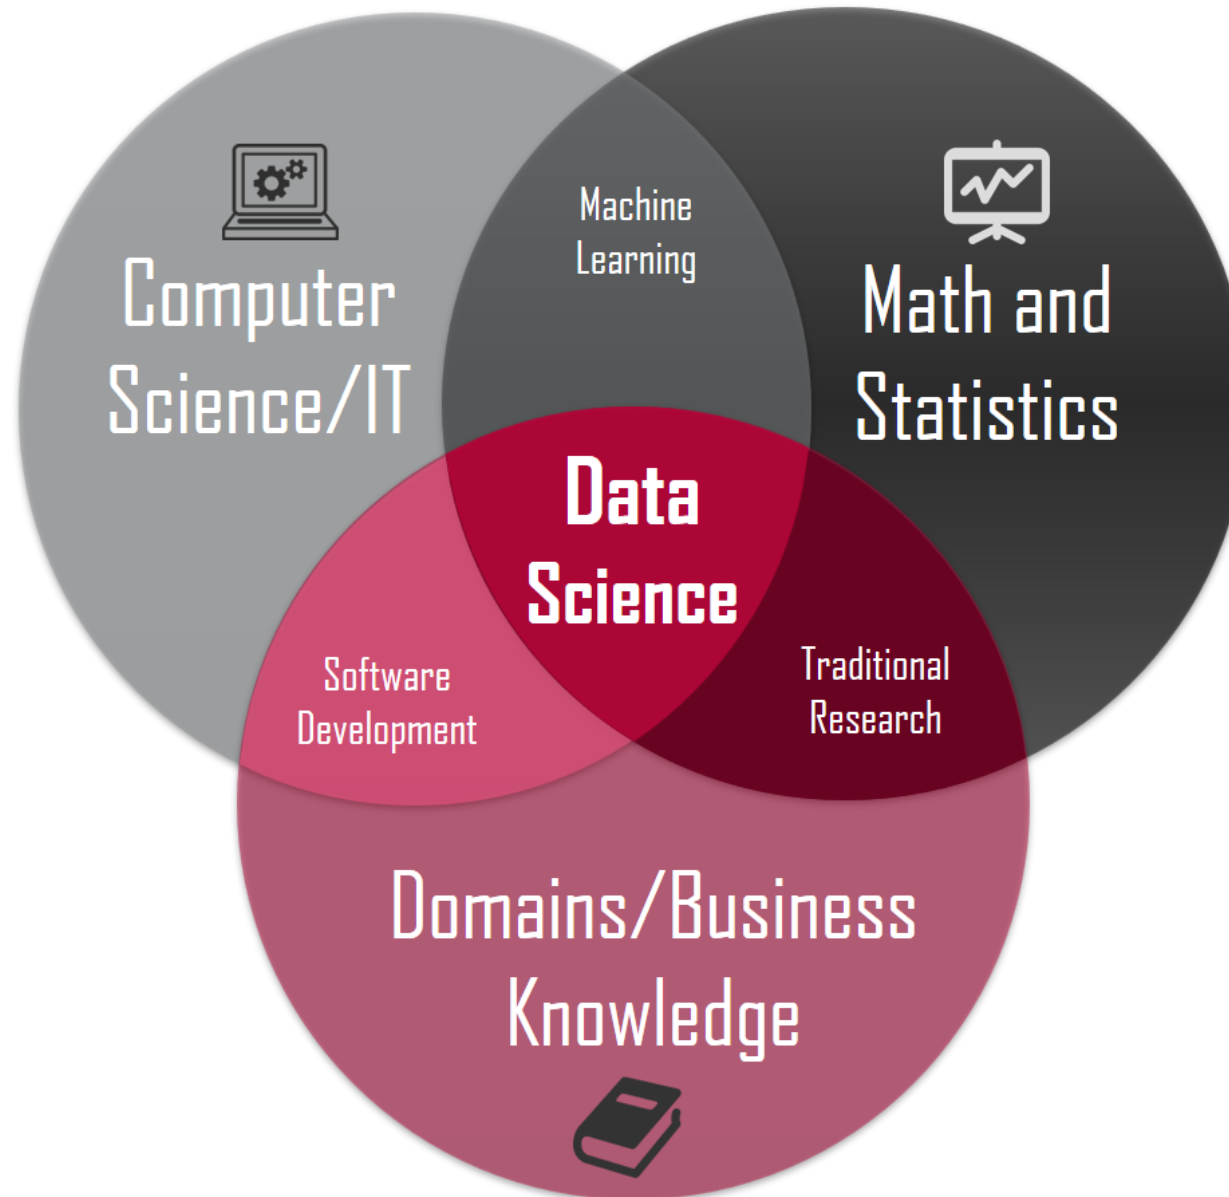 Machine
Learning
Computer
Science/IT
Math and
Statistics
Data
Science
Software
Development
Traditional
Research
Domains/Business
Knowledge